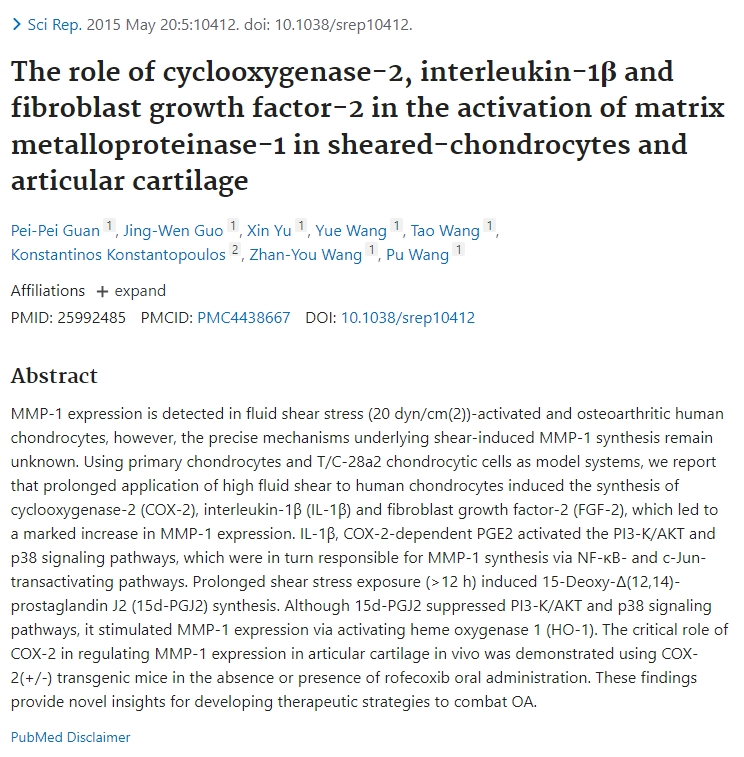 Sci Rep. 2015 May 20:5:10412. doi: 10.1038/srep10412.
The role of cyclooxygenase-2, interleukin-1β and
fibroblast growth factor-2 in the activation of matrix
metalloproteinase-1 in sheared-chondrocytes and
articular cartilage
Pei-Pei Guan 1, Jing-Wen Guo 1, Xin Yu 1, Yue Wang 1, Tao Wang 1,
Konstantinos Konstantopoulos 2, Zhan-You Wang 1, Pu Wang 1
Affiliations + expand
PMID: 25992485 PMCID: PMC4438667 DOI: 10.1038/srep10412
Abstract
MMP-1 expression is detected in fluid shear stress (20 dyn/cm(2))-activated and osteoarthritic human
chondrocytes, however, the precise mechanisms underlying shear-induced MMP-1 synthesis remain
unknown. Using primary chondrocytes and T/C-28a2 chondrocytic cells as model systems, we report
that prolonged application of high fluid shear to human chondrocytes induced the synthesis of
cyclooxygenase-2 (COX-2), interleukin-1β (IL-1β) and fibroblast growth factor-2 (FGF-2), which led to
a marked increase in MMP-1 expression. IL-1β, COX-2-dependent PGE2 activated the PI3-K/AKT and
p38 signaling pathways, which were in turn responsible for MMP-1 synthesis via NF-κB- and c-Jun-
transactivating pathways. Prolonged shear stress exposure (>12 h) induced 15-Deoxy-Δ(12,14)-
prostaglandin J2 (15d-PGJ2) synthesis. Although 15d-PGJ2 suppressed PI3-K/AKT and p38 signaling
pathways, it stimulated MMP-1 expression via activating heme oxygenase 1 (HO-1). The critical role of
COX-2 in regulating MMP-1 expression in articular cartilage in vivo was demonstrated using COX-
2(+/-) transgenic mice in the absence or presence of rofecoxib oral administration. These findings
provide novel insights for developing therapeutic strategies to combat OA.
PubMed Disclaimer